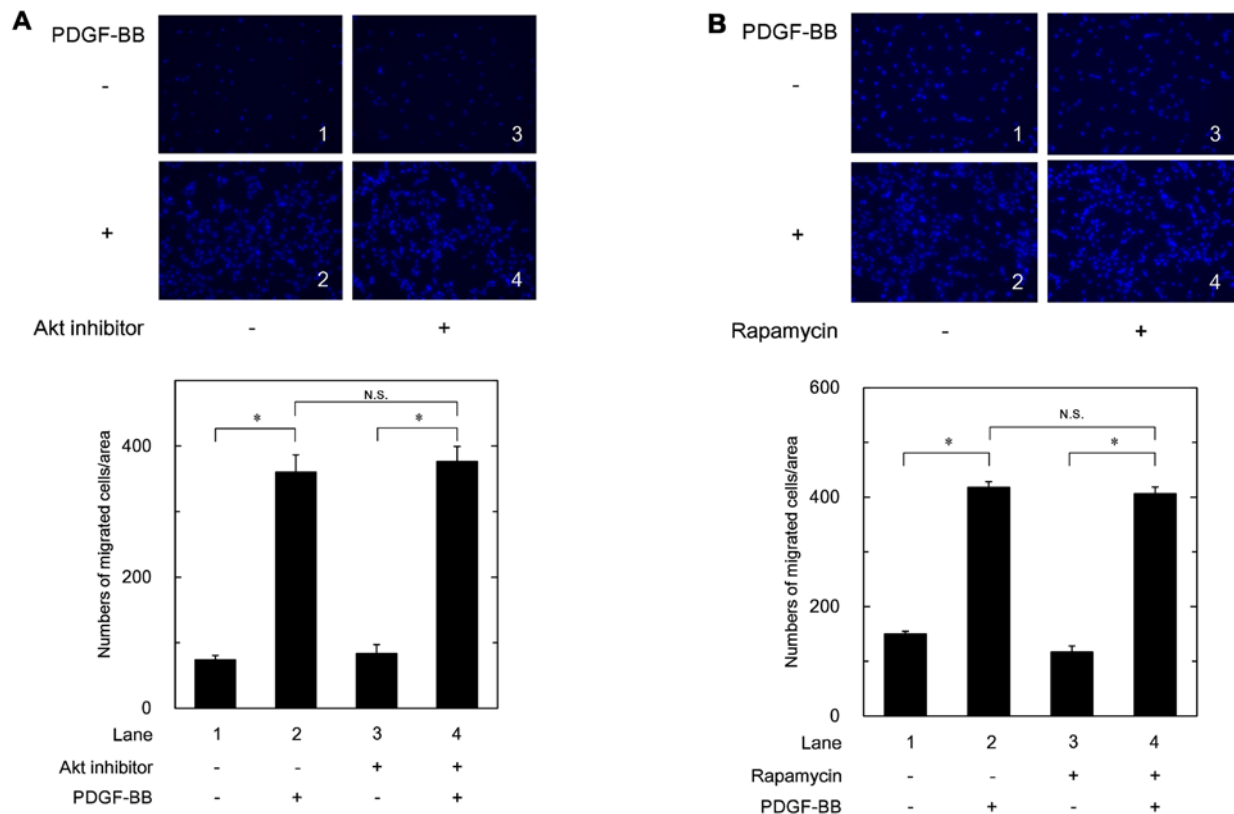 A
PDGF-BB
-
1
3
+
2
4
Akt inhibitor - +
Numbers of migrated cells/area
400
200
0
*
N.S.
*
Lane 1 2 3 4
Akt inhibitor - - + +
PDGF-BB - + - +
B
PDGF-BB
-
1
3
+
2
4
Rapamycin - +
Numbers of migrated cells/area
600
400
200
0
*
N.S.
*
Lane 1 2 3 4
Rapamycin - - + +
PDGF-BB - + - +